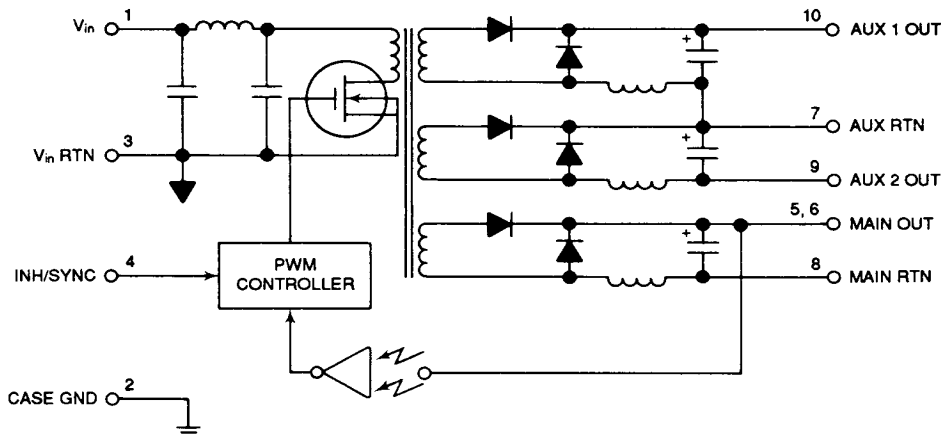 Vin 1
10 AUX 1 OUT
+
7 AUX RTN
Vin RTN 3
+
9 AUX 2 OUT
5, 6 MAIN OUT
+
INH/SYNC 4
PWM
CONTROLLER
8 MAIN RTN
CASE GND 2